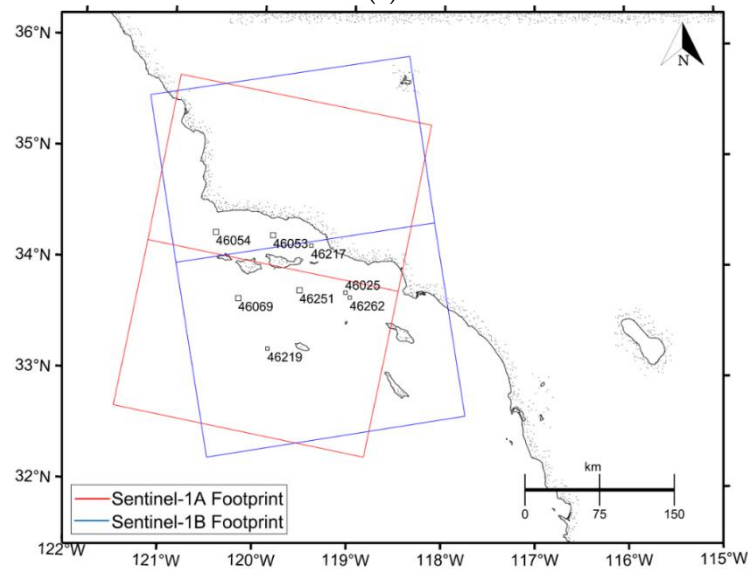 36°N
N
35°N
34°N
46054
46053
46217
46025
46251
46262
46069
33°N
46219
32°N
km
Sentinel-1A Footprint
Sentinel-1B Footprint
0 75 150
122°W 121°W 120°W 119°W 118°W 117°W 116°W 115°W